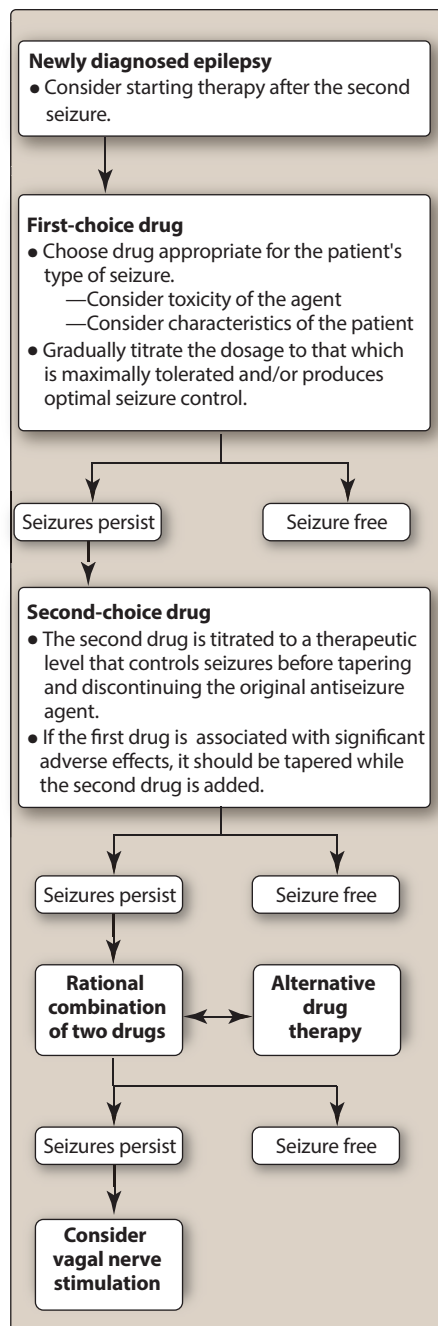 Newly diagnosed epilepsy
• Consider starting therapy after the second
seizure.
First-choice drug
• Choose drug appropriate for the patient's
type of seizure.
—Consider toxicity of the agent
—Consider characteristics of the patient
• Gradually titrate the dosage to that which
is maximally tolerated and/or produces
optimal seizure control.
Seizures persist
Seizure free
Second-choice drug
• The second drug is titrated to a therapeutic
level that controls seizures before tapering
and discontinuing the original antiseizure
agent.
• If the first drug is associated with significant
adverse effects, it should be tapered while
the second drug is added.
Seizures persist
Seizure free
Rational
combination
of two drugs
Alternative
drug
therapy
Seizures persist
Seizure free
Consider
vagal nerve
stimulation